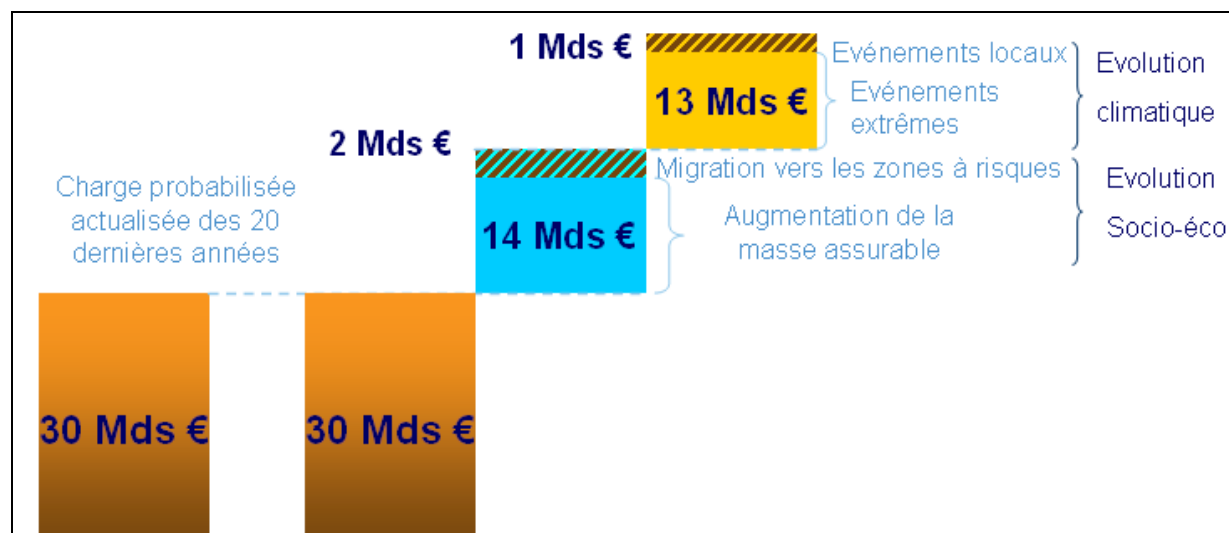 1 Mds €
13 Mds €
Evénements locaux
Evénements
extrêmes
Evolution
climatique
2 Mds €
14 Mds €
Migration vers les zones à risques
Augmentation de la
masse assurable
Evolution
Socio-éco
Charge probabilisée
actualisée des 20
dernières années
30 Mds €
30 Mds €